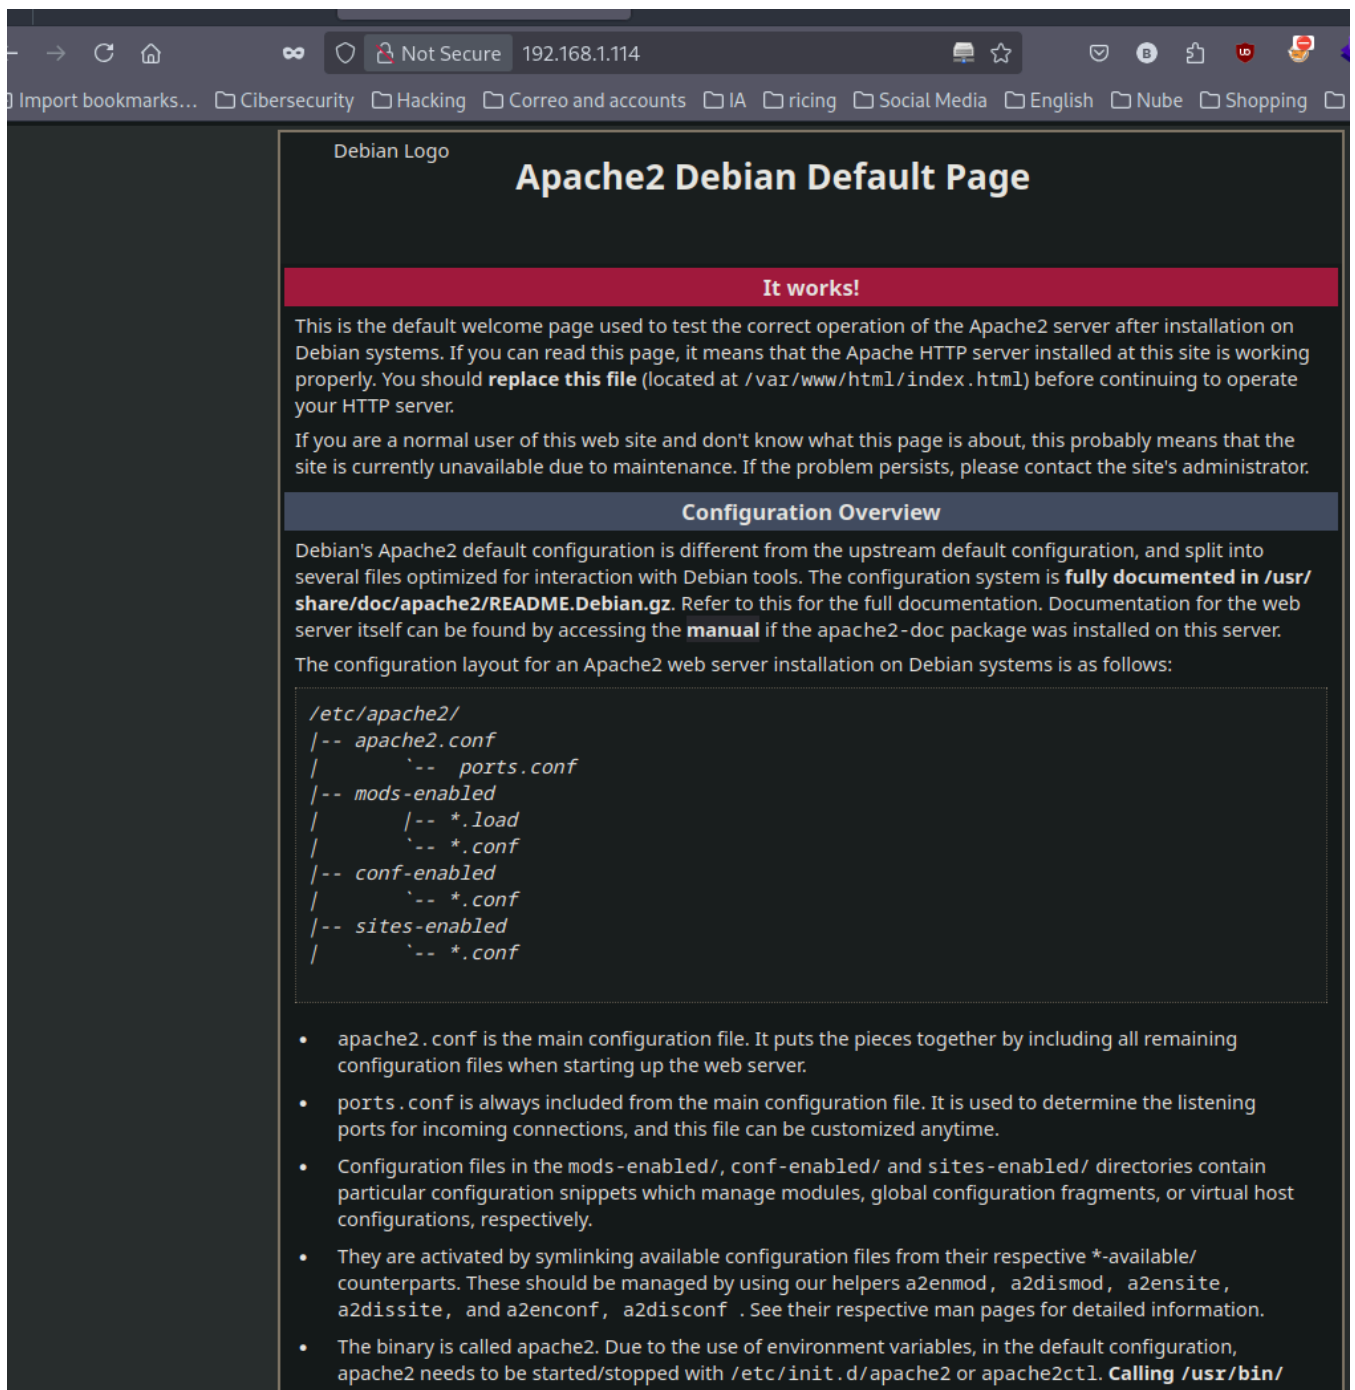 Not Secure 192.168.1.114
Import bookmarks... Cibersecurity Hacking Correo and accounts IA ricing Social Media English Nube Shopping
Debian Logo
Apache2 Debian Default Page
It works!
This is the default welcome page used to test the correct operation of the Apache2 server after installation on
Debian systems. If you can read this page, it means that the Apache HTTP server installed at this site is working
properly. You should replace this file (located at /var/www/html/index.html) before continuing to operate
your HTTP server.
If you are a normal user of this web site and don't know what this page is about, this probably means that the
site is currently unavailable due to maintenance. If the problem persists, please contact the site's administrator.
Configuration Overview
Debian's Apache2 default configuration is different from the upstream default configuration, and split into
several files optimized for interaction with Debian tools. The configuration system is fully documented in /usr/
share/doc/apache2/README.Debian.gz. Refer to this for the full documentation. Documentation for the web
server itself can be found by accessing the manual if the apache2-doc package was installed on this server.
The configuration layout for an Apache2 web server installation on Debian systems is as follows:
/etc/apache2/
|-- apache2.conf
|       `--  ports.conf
|-- mods-enabled
|       |-- *.load
|       `-- *.conf
|-- conf-enabled
|       `-- *.conf
|-- sites-enabled
|       `-- *.conf
• apache2.conf is the main configuration file. It puts the pieces together by including all remaining
configuration files when starting up the web server.
• ports.conf is always included from the main configuration file. It is used to determine the listening
ports for incoming connections, and this file can be customized anytime.
• Configuration files in the mods-enabled/, conf-enabled/ and sites-enabled/ directories contain
particular configuration snippets which manage modules, global configuration fragments, or virtual host
configurations, respectively.
• They are activated by symlinking available configuration files from their respective *-available/
counterparts. These should be managed by using our helpers a2enmod, a2dismod, a2ensite,
a2dissite, and a2enconf, a2disconf . See their respective man pages for detailed information.
• The binary is called apache2. Due to the use of environment variables, in the default configuration,
apache2 needs to be started/stopped with /etc/init.d/apache2 or apache2ctl. Calling /usr/bin/